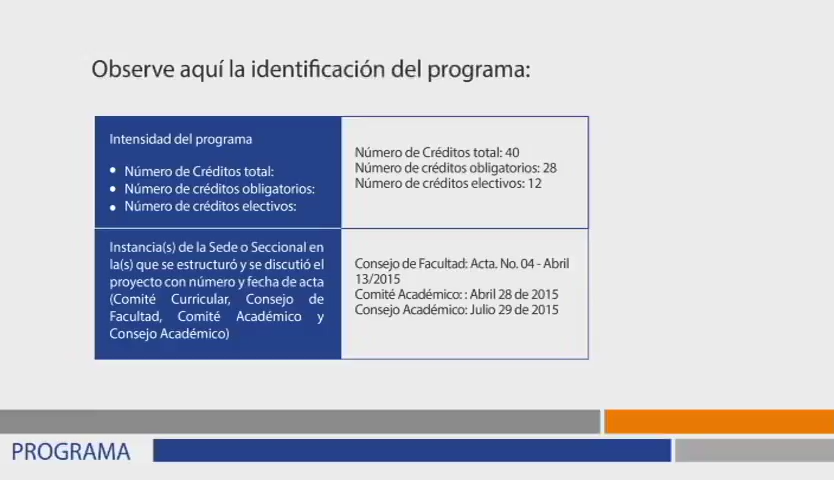 Observe aquí la identificación del programa:
Intensidad del programa
• Número de Créditos total:
• Número de créditos obligatorios:
• Número de créditos electivos:
Número de Créditos total: 40
Número de créditos obligatorios: 28
Número de créditos electivos: 12
Instancia(s) de la Sede o Seccional en
la(s) que se estructuró y se discutió el
proyecto con número y fecha de acta
(Comité Curricular, Consejo de
Facultad, Comité Académico y
Consejo Académico)
Consejo de Facultad: Acta. No. 04 - Abril
13/2015
Comité Académico: : Abril 28 de 2015
Consejo Académico: Julio 29 de 2015
PROGRAMA